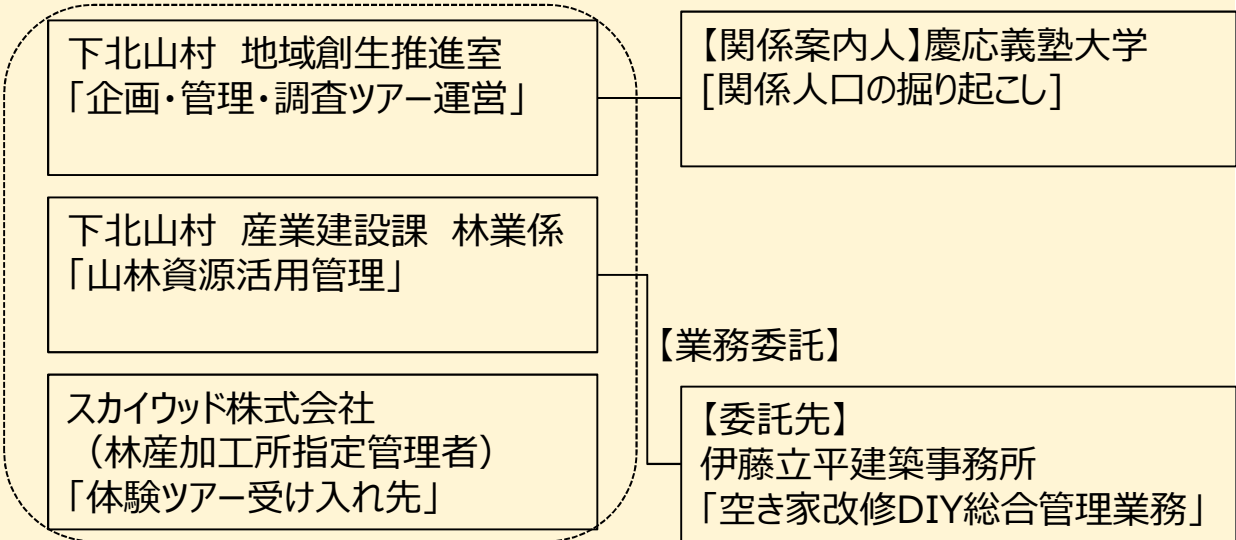 下北山村　地域創生推進室
「企画・管理・調査ツアー運営」
【関係案内人】慶応義塾大学
[関係人口の掘り起こし]
下北山村　産業建設課　林業係
「山林資源活用管理」
【業務委託】
スカイウッド株式会社
（林産加工所指定管理者）
「体験ツアー受け入れ先」
【委託先】
伊藤立平建築事務所
「空き家改修DIY総合管理業務」